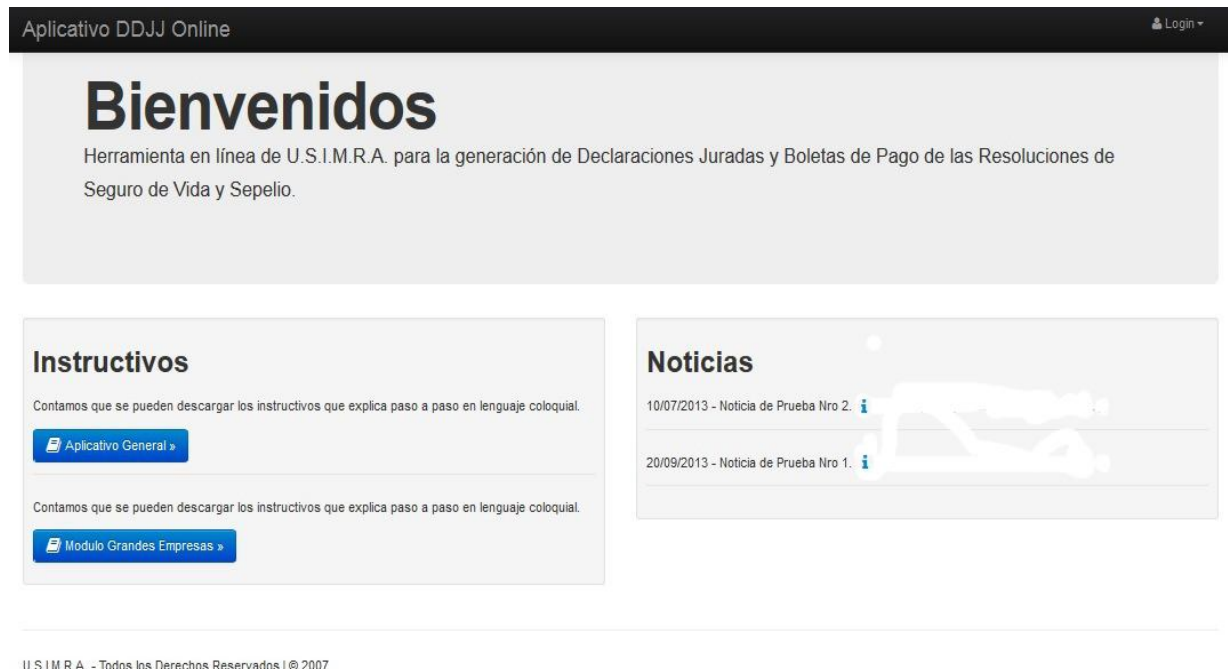 Aplicativo DDJJ Online
Login
Bienvenidos
Herramienta en línea de U.S.I.M.R.A. para la generación de Declaraciones Juradas y Boletas de Pago de las Resoluciones de
Seguro de Vida y Sepelio.
Instructivos
Contamos que se pueden descargar los instructivos que explica paso a paso en lenguaje coloquial.
Aplicativo General »
Contamos que se pueden descargar los instructivos que explica paso a paso en lenguaje coloquial.
Modulo Grandes Empresas »
Noticias
10/07/2013 - Noticia de Prueba Nro 2.
20/09/2013 - Noticia de Prueba Nro 1.
U.S.I.M.R.A. - Todos los Derechos Reservados | © 2007